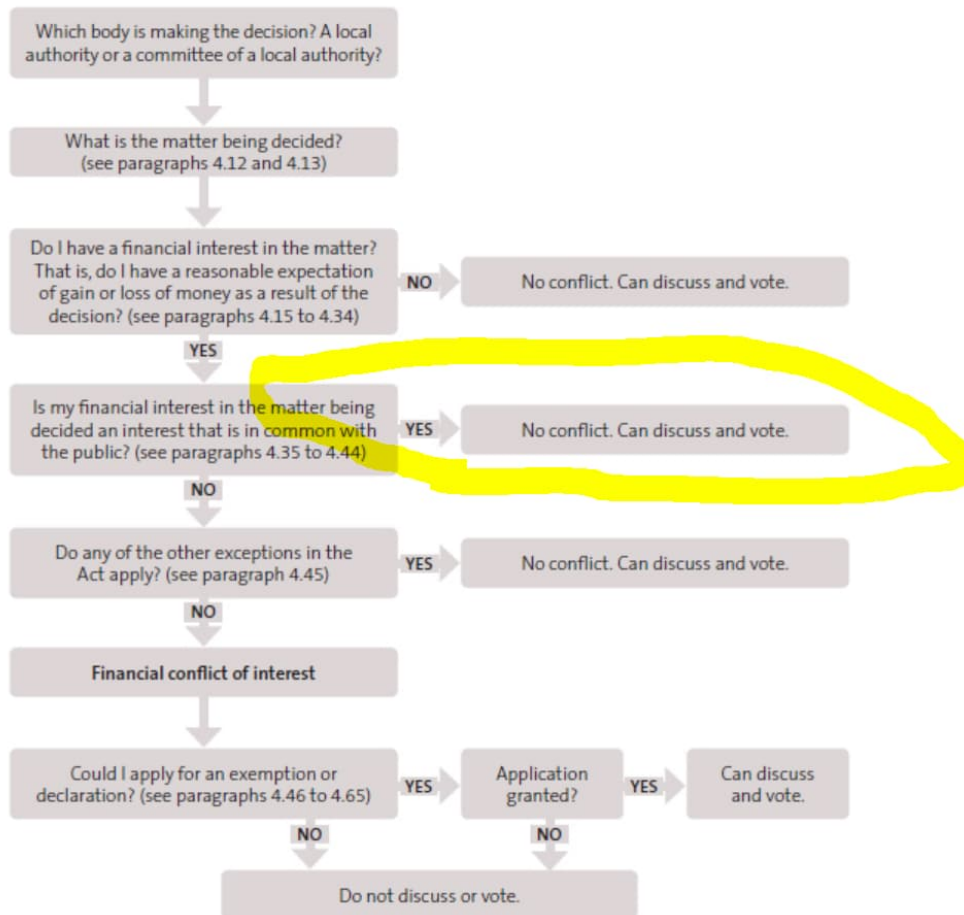 Which body is making the decision? A local
authority or a committee of a local authority?
What is the matter being decided?
(see paragraphs 4.12 and 4.13)
Do I have a financial interest in the matter?
That is, do I have a reasonable expectation
of gain or loss of money as a result of the
decision? (see paragraphs 4.15 to 4.34)
NO
No conflict. Can discuss and vote.
YES
Is my financial interest in the matter being
decided an interest that is in common with
the public? (see paragraphs 4.35 to 4.44)
YES
No conflict. Can discuss and vote.
NO
Do any of the other exceptions in the
Act apply? (see paragraph 4.45)
YES
No conflict. Can discuss and vote.
NO
Financial conflict of interest
Could I apply for an exemption or
declaration? (see paragraphs 4.46 to 4.65)
YES
Application
granted?
YES
Can discuss
and vote.
NO
NO
Do not discuss or vote.